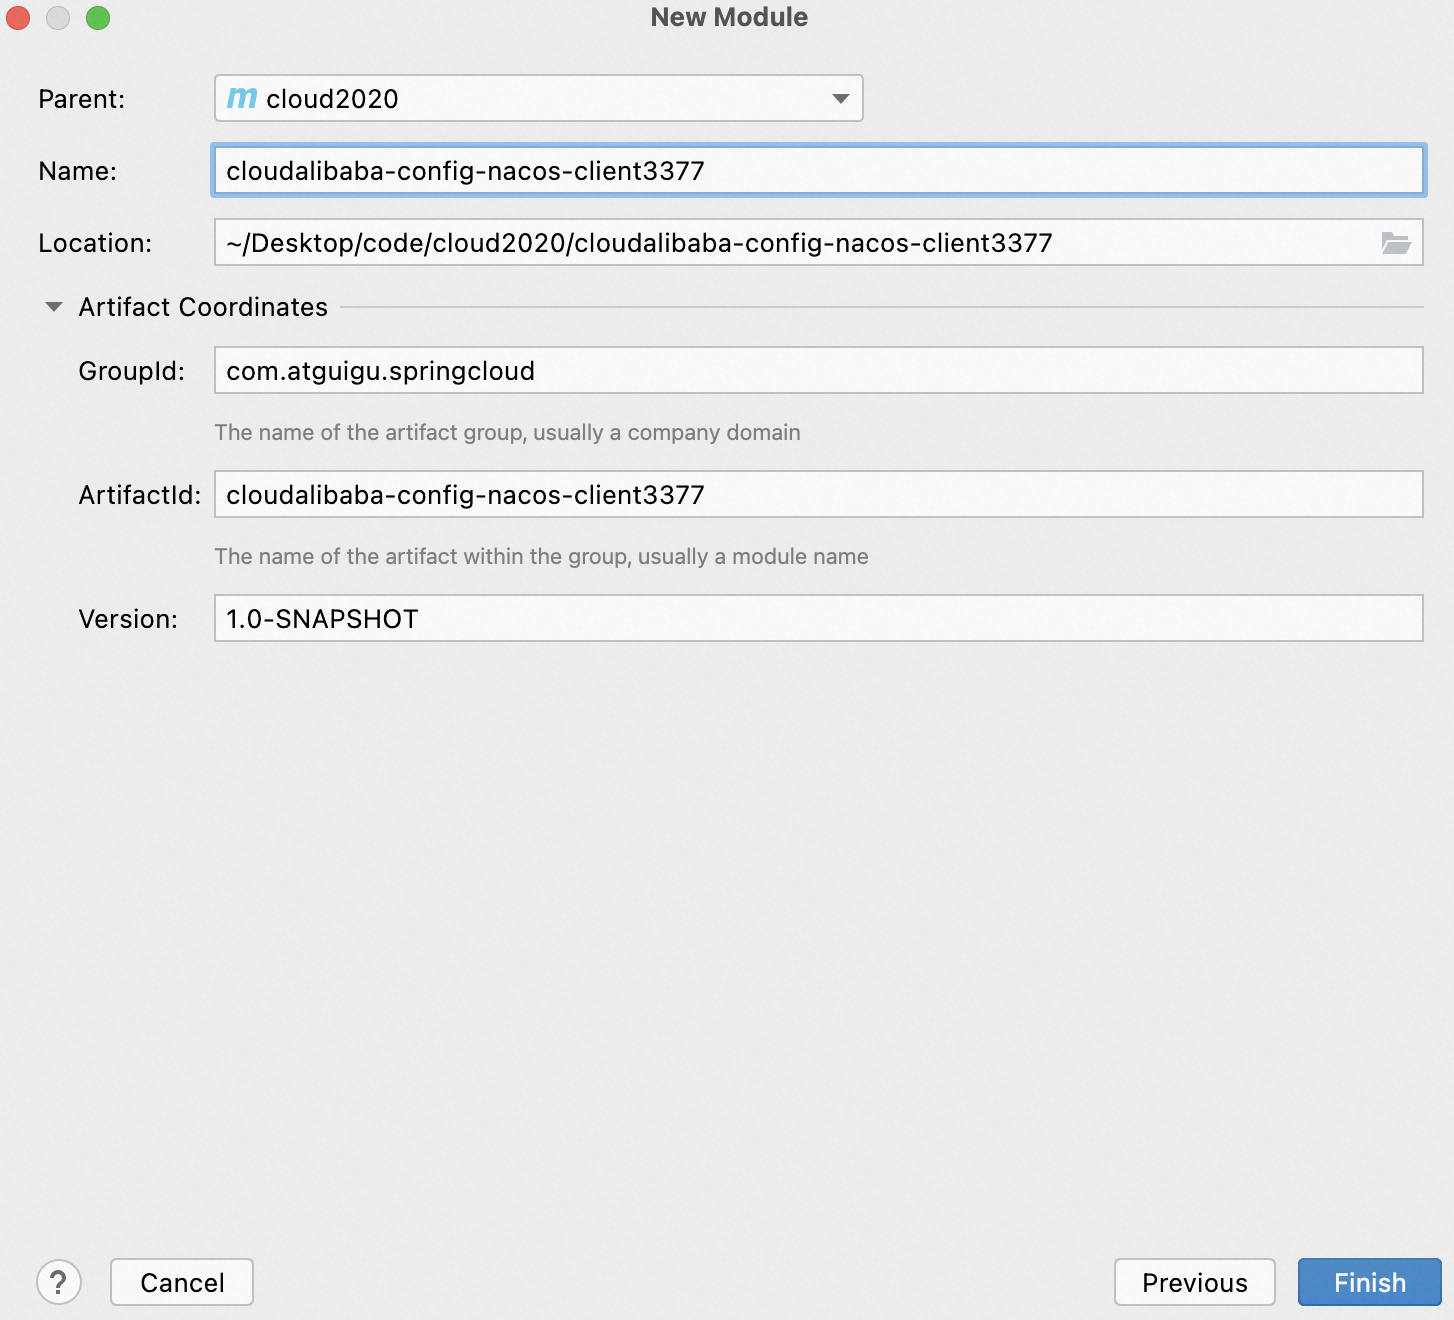 New Module
Parent: m cloud2020
Name: cloudalibaba-config-nacos-client3377
Location: ~/Desktop/code/cloud2020/cloudalibaba-config-nacos-client3377
Artifact Coordinates
GroupId: com.atguigu.springcloud
The name of the artifact group, usually a company domain
ArtifactId: cloudalibaba-config-nacos-client3377
The name of the artifact within the group, usually a module name
Version: 1.0-SNAPSHOT
? Cancel Previous Finish